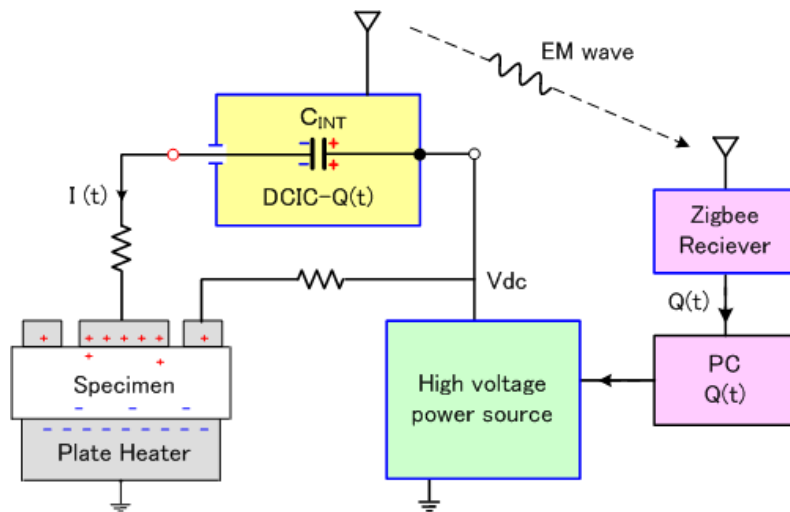 EM wave
C_INT
DCIC-Q(t)
I (t)
Zigbee
Reciever
Vdc
Q(t)
High voltage
power source
PC
Q(t)
Specimen
Plate Heater